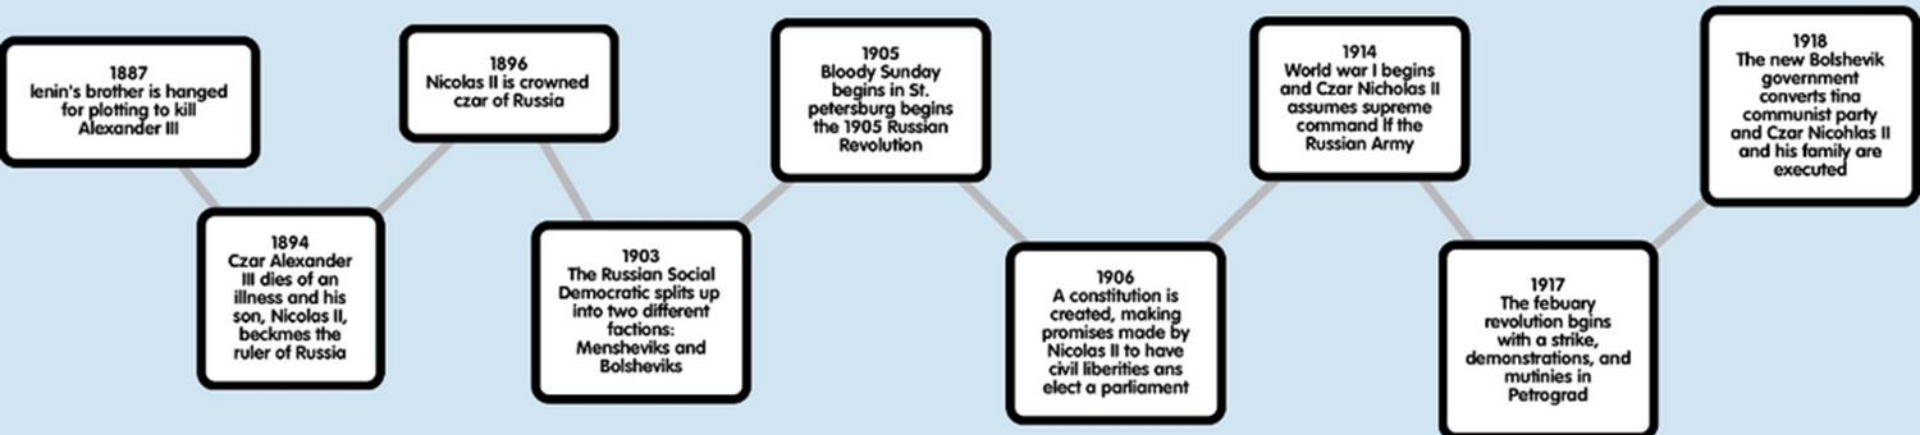 1887
lenin's brother is hanged
for plotting to kill
Alexander III
1894
Czar Alexander
III dies of an
illness and his
son, Nicolas II,
beckmes the
ruler of Russia
1896
Nicolas II is crowned
czar of Russia
1903
The Russian Social
Democratic splits up
into two different
factions:
Mensheviks and
Bolsheviks
1905
Bloody Sunday
begins in St.
petersburg begins
the 1905 Russian
Revolution
1906
A constitution is
created, making
promises made by
Nicolas II to have
civil liberities ans
elect a parliament
1914
World war I begins
and Czar Nicholas II
assumes supreme
command If the
Russian Army
1917
The febuary
revolution bgins
with a strike,
demonstrations, and
mutinies in
Petrograd
1918
The new Bolshevik
government
converts tina
communist party
and Czar Nicohlas II
and his family are
executed